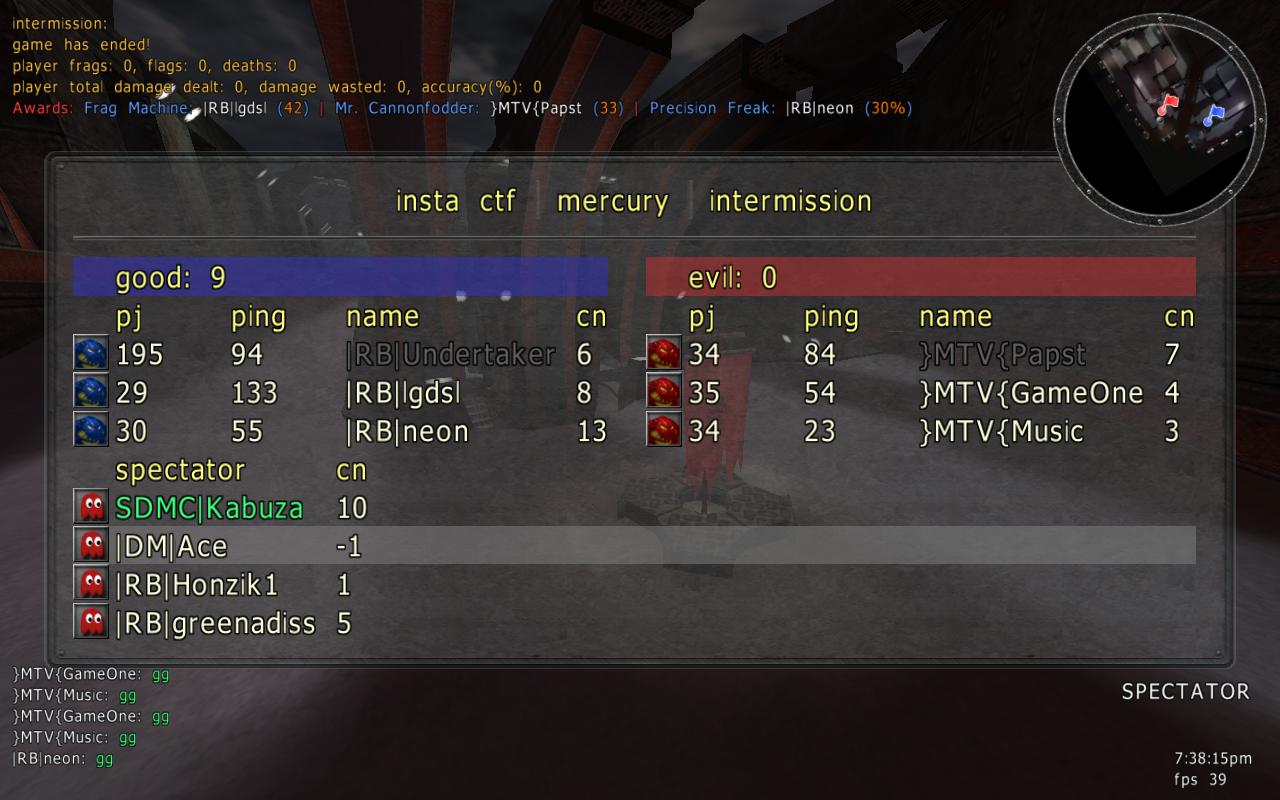 intermission:
game has ended!
player frags: 0, flags: 0, deaths: 0
player total damage dealt: 0, damage wasted: 0, accuracy(%): 0
Awards: Frag Machine: |RB|lgdsl (42) | Mr. Cannonfodder: }MTV{Papst (33) | Precision Freak: |RB|neon (30%)
insta ctf mercury intermission
good: 9 evil: 0
pj ping name cn pj ping name cn
195 94 |RB|Undertaker 6 34 84 }MTV{Papst 7
29 133 |RB|lgdsl 8 35 54 }MTV{GameOne 4
30 55 |RB|neon 13 34 23 }MTV{Music 3
spectator cn
SDMC|Kabuza 10
|DM|Ace -1
|RB|Honzik1 1
|RB|greenadiss 5
}MTV{GameOne: gg
}MTV{Music: gg
}MTV{GameOne: gg
}MTV{Music: gg
|RB|neon: gg
SPECTATOR
7:38:15pm
fps 39